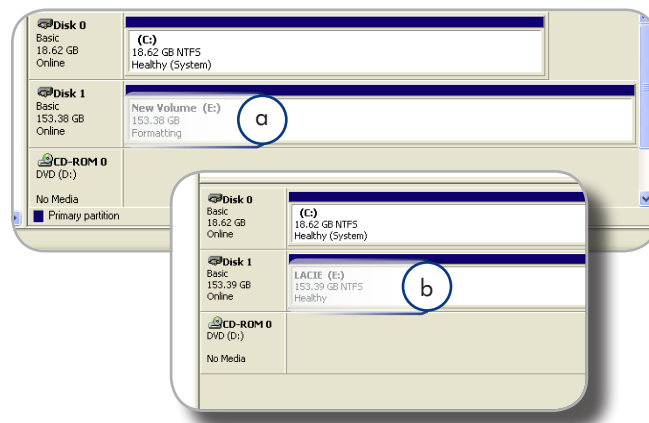 Disk 0
Basic
18.62 GB
Online
(C:)
18.62 GB NTFS
Healthy (System)
Disk 1
Basic
153.38 GB
Online
New Volume (E:)
153.38 GB
Formatting
a
CD-ROM 0
DVD (D:)
No Media
Primary partition
Disk 0
Basic
18.62 GB
Online
(C:)
18.62 GB NTFS
Healthy (System)
Disk 1
Basic
153.39 GB
Online
LACIE (E:)
153.39 GB NTFS
Healthy
b
CD-ROM 0
DVD (D:)
No Media